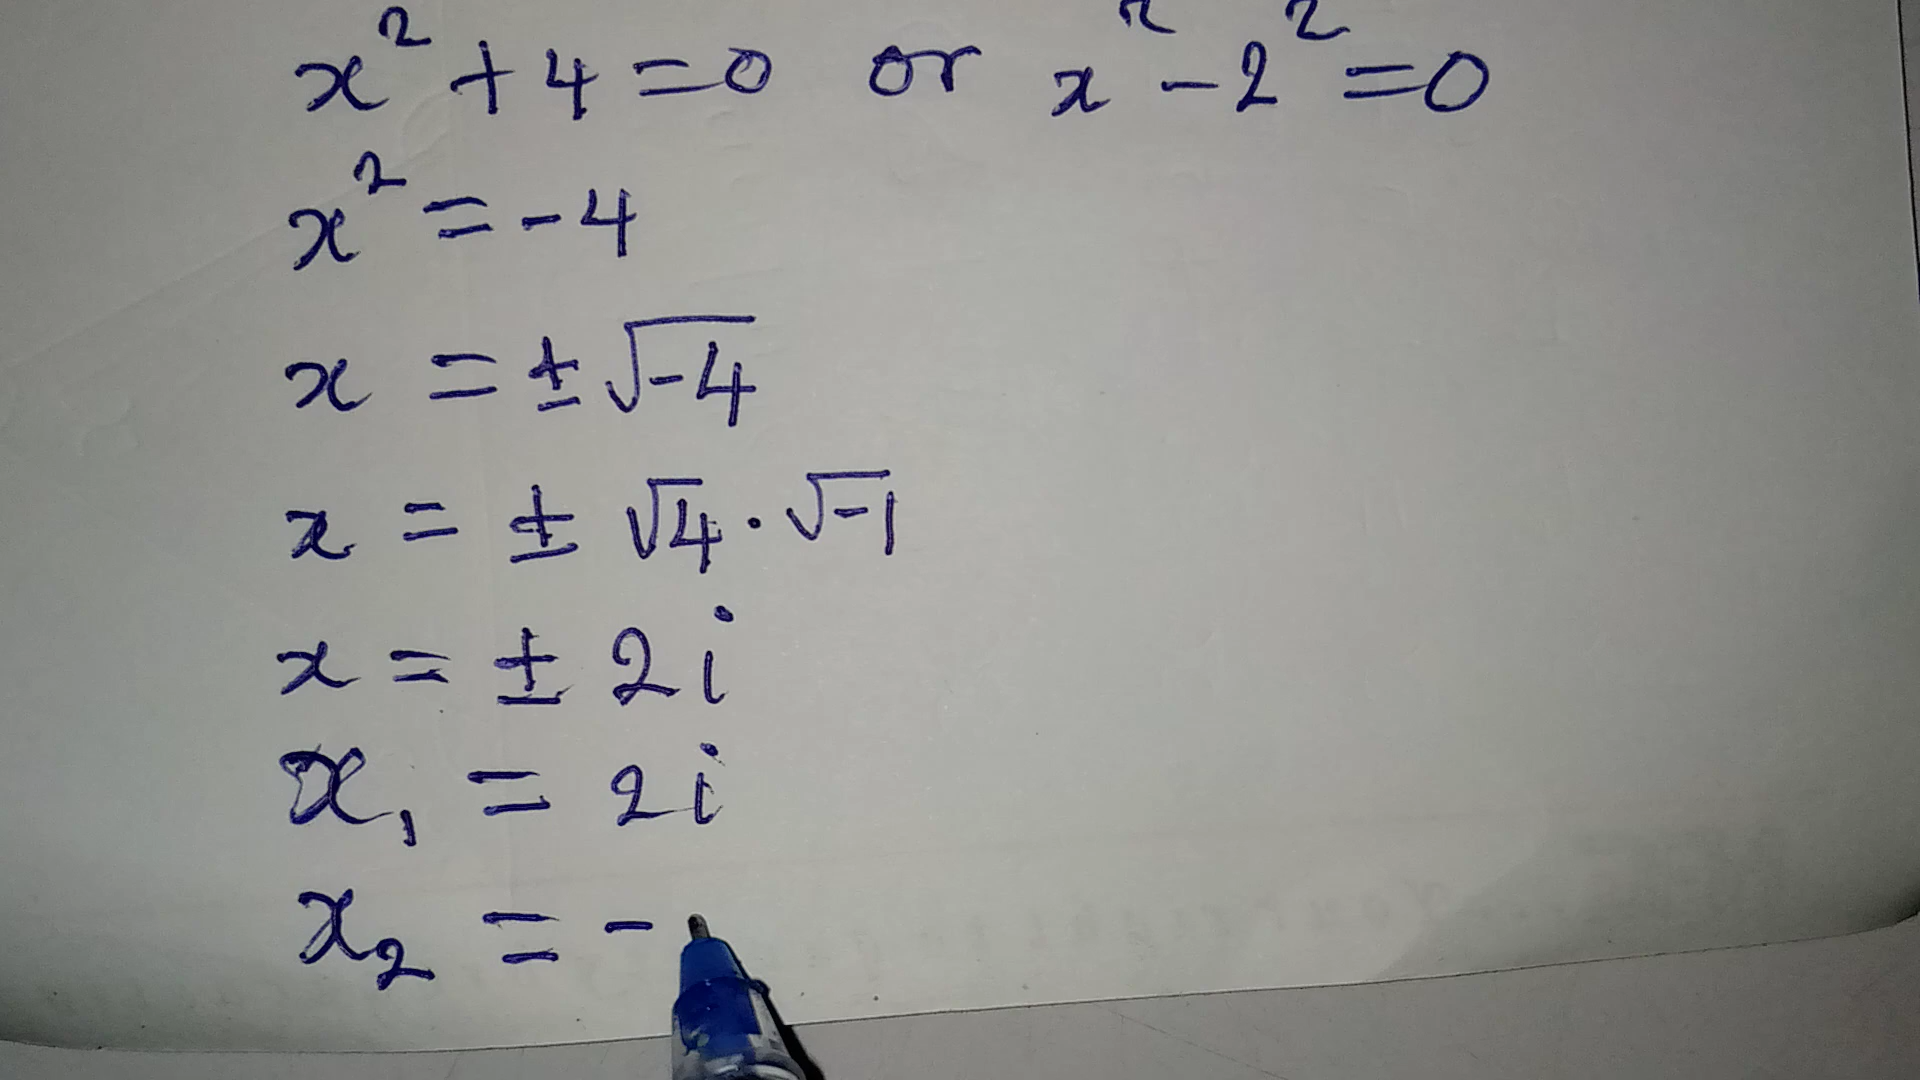 x² + 4 = 0 or x² - 2² = 0
x² = -4
x = ± √-4
x = ± √4 · √-1
x = ± 2i
x₁ = 2i
x₂ = -